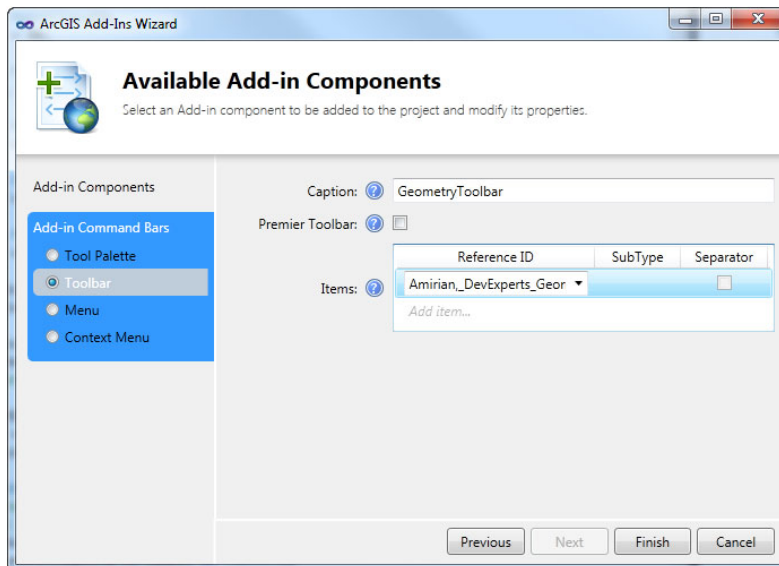 ArcGIS Add-Ins Wizard
Available Add-in Components
Select an Add-in component to be added to the project and modify its properties.
Add-in Components
Add-in Command Bars
Tool Palette
Toolbar
Menu
Context Menu
Caption: GeometryToolbar
Premier Toolbar:
Reference ID SubType Separator
Items: Amirian,_DevExperts_Geor
Add item...
Previous Next Finish Cancel